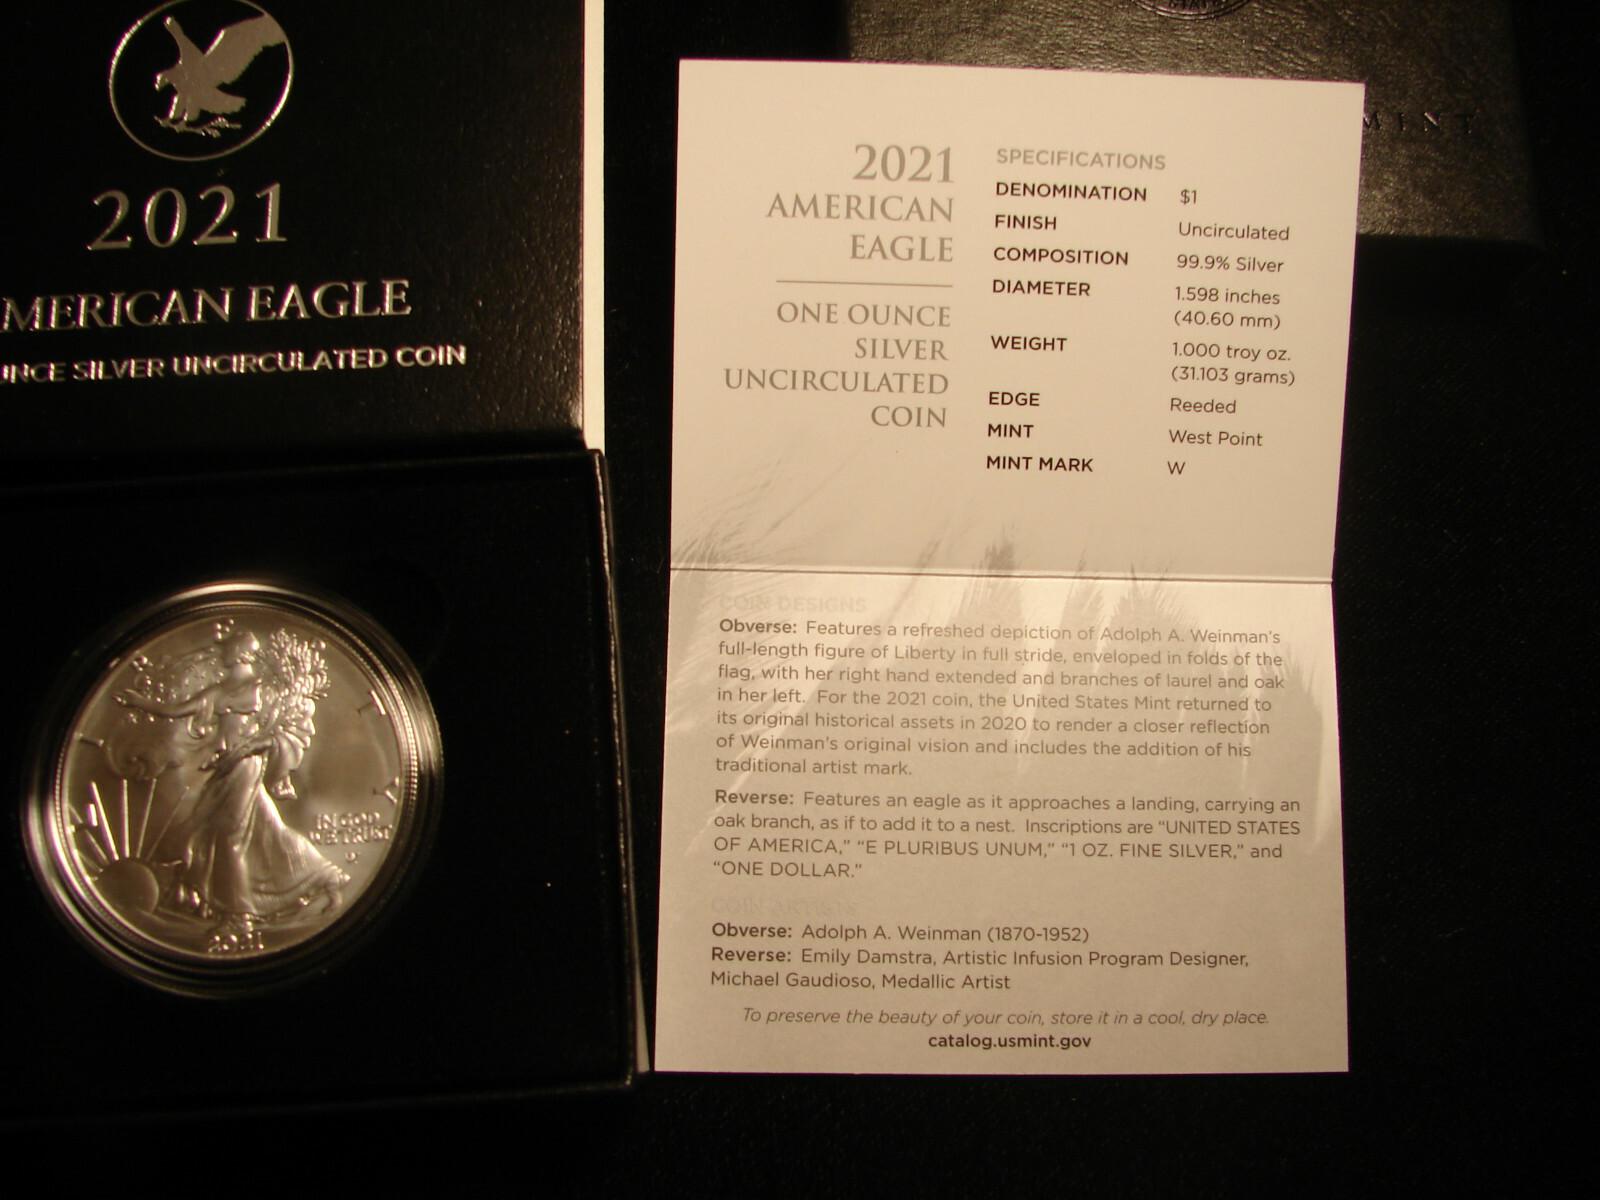 2021
MERICAN EAGLE
SILVER UNCIRCULATED COIN
LIBERTY
IN GOD
WE TRUST
2021
MINT
2021
AMERICAN
EAGLE
ONE OUNCE
SILVER
UNCIRCULATED
COIN
SPECIFICATIONS
DENOMINATION $1
FINISH Uncirculated
COMPOSITION 99.9% Silver
DIAMETER 1.598 inches
(40.60 mm)
WEIGHT 1.000 troy oz.
(31.103 grams)
EDGE Reeded
MINT West Point
MINT MARK W
COIN DESIGNS
Obverse: Features a refreshed depiction of Adolph A. Weinman's
full-length figure of Liberty in full stride, enveloped in folds of the
flag, with her right hand extended and branches of laurel and oak
in her left. For the 2021 coin, the United States Mint returned to
its original historical assets in 2020 to render a closer reflection
of Weinman's original vision and includes the addition of his
traditional artist mark.
Reverse: Features an eagle as it approaches a landing, carrying an
oak branch, as if to add it to a nest. Inscriptions are “UNITED STATES
OF AMERICA,” “E PLURIBUS UNUM,” “1 OZ. FINE SILVER,” and
“ONE DOLLAR.”
COIN ARTISTS
Obverse: Adolph A. Weinman (1870-1952)
Reverse: Emily Damstra, Artistic Infusion Program Designer,
Michael Gaudioso, Medallic Artist
To preserve the beauty of your coin, store it in a cool, dry place.
catalog.usmint.gov